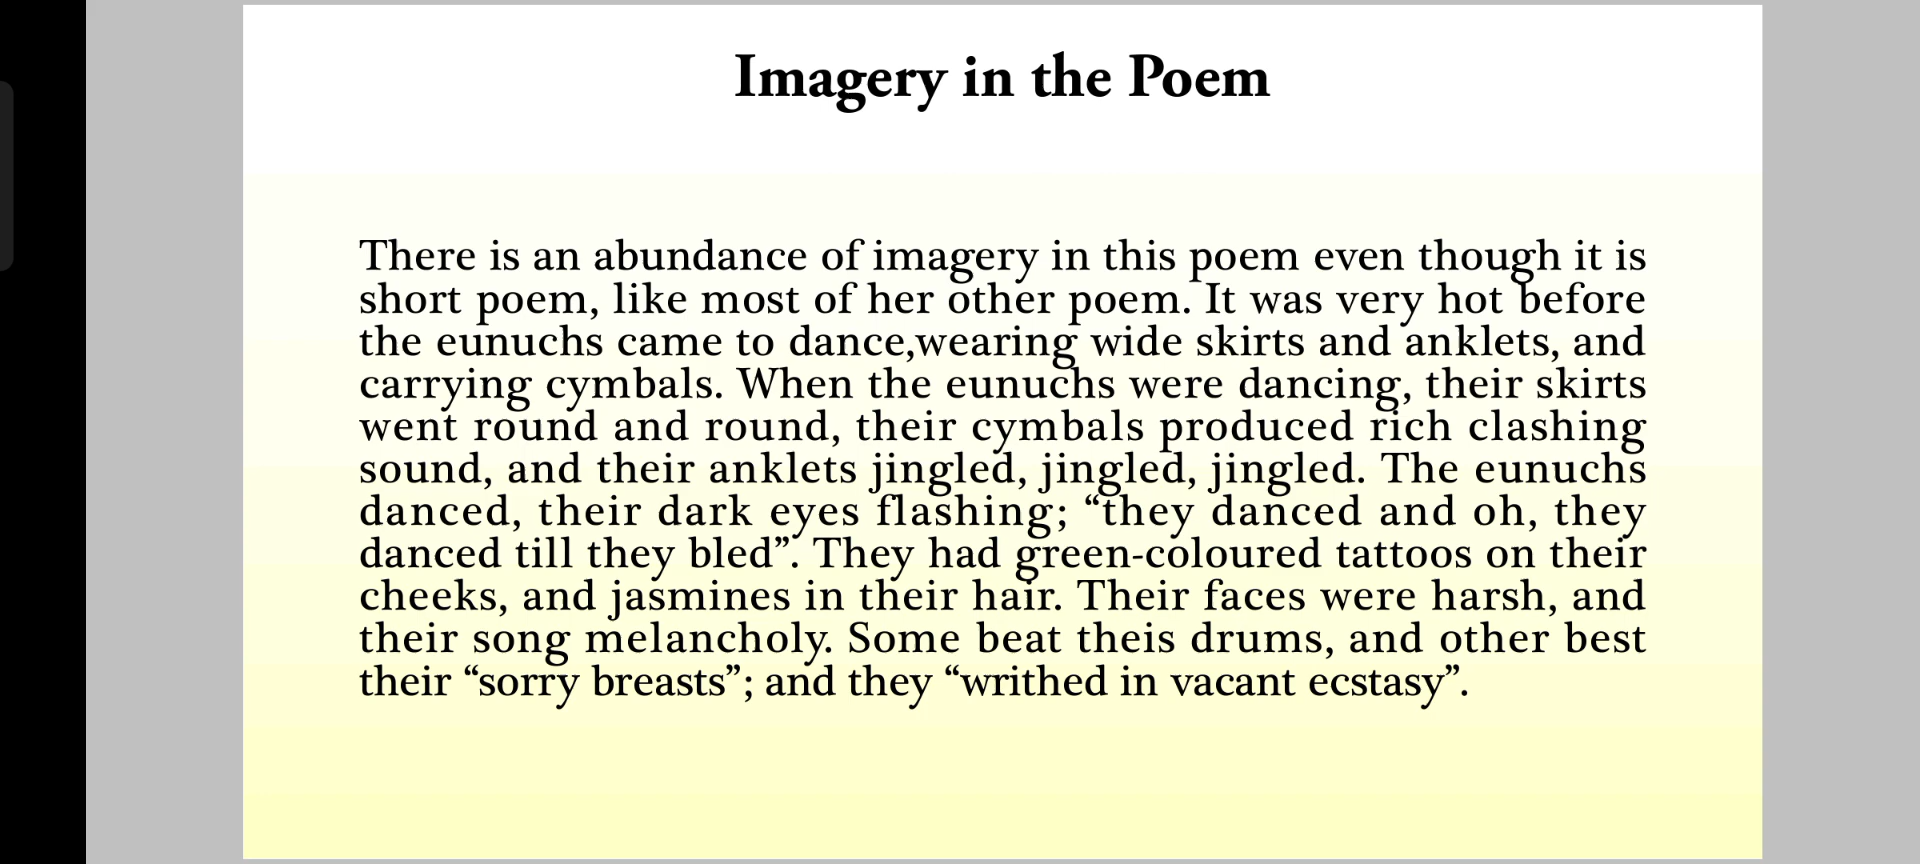 Imagery in the Poem
There is an abundance of imagery in this poem even though it is
short poem, like most of her other poem. It was very hot before
the eunuchs came to dance,wearing wide skirts and anklets, and
carrying cymbals. When the eunuchs were dancing, their skirts
went round and round, their cymbals produced rich clashing
sound, and their anklets jingled, jingled, jingled. The eunuchs
danced, their dark eyes flashing; “they danced and oh, they
danced till they bled”. They had green-coloured tattoos on their
cheeks, and jasmines in their hair. Their faces were harsh, and
their song melancholy. Some beat theis drums, and other best
their “sorry breasts”; and they “writhed in vacant ecstasy”.